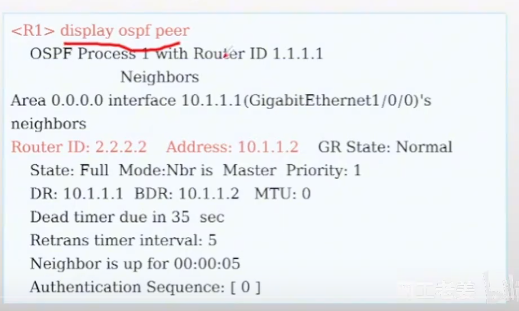 <R1> display ospf peer
OSPF Process 1 with Router ID 1.1.1.1
Neighbors
Area 0.0.0.0 interface 10.1.1.1(GigabitEthernet1/0/0)'s
neighbors
Router ID: 2.2.2.2 Address: 10.1.1.2 GR State: Normal
State: Full Mode:Nbr is Master Priority: 1
DR: 10.1.1.1 BDR: 10.1.1.2 MTU: 0
Dead timer due in 35 sec
Retrans timer interval: 5
Neighbor is up for 00:00:05
Authentication Sequence: [ 0 ]